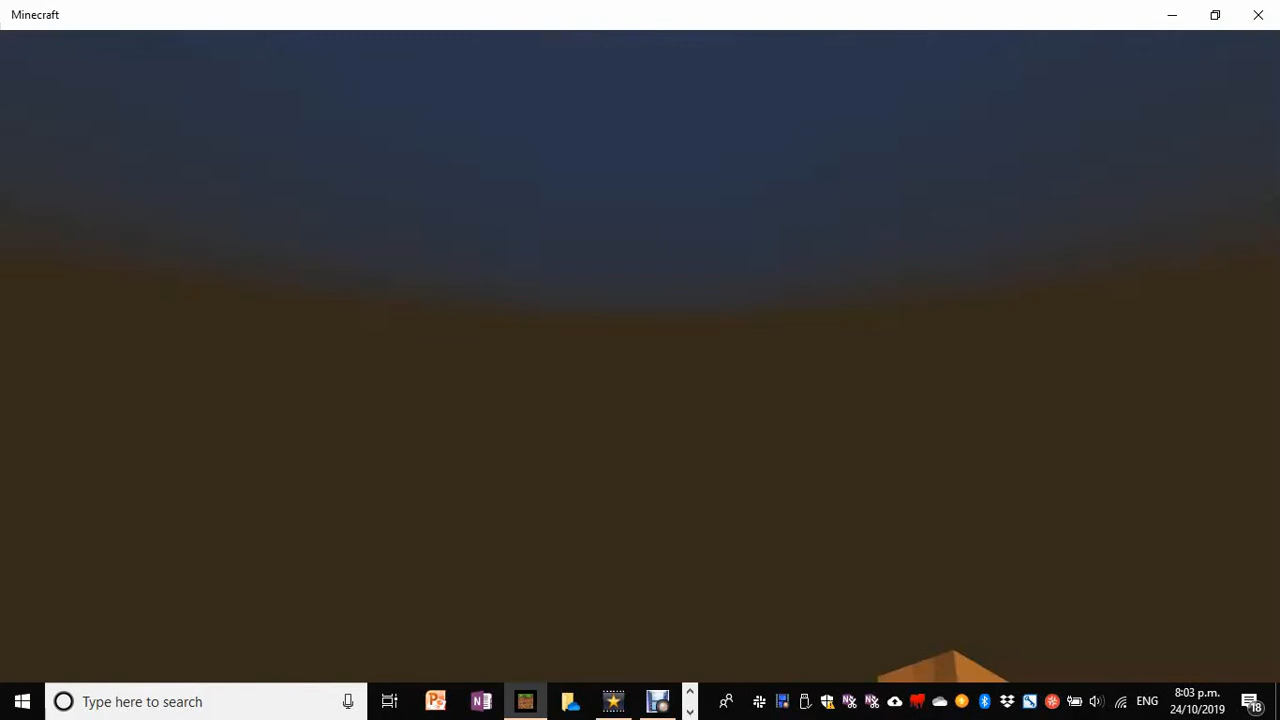 Minecraft
Type here to search
ENG
8:03 p.m.
24/10/2019
18